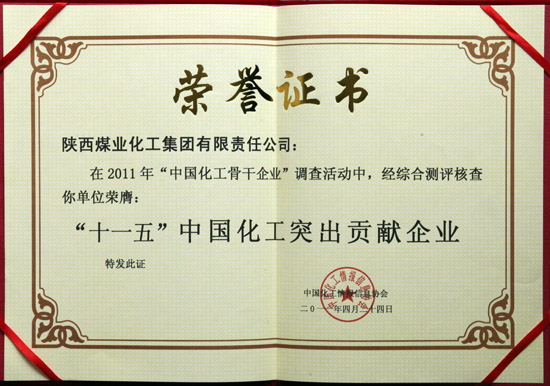 荣誉证书
陕西煤业化工集团有限责任公司：
在2011年“中国化工骨干企业”调查活动中，经综合测评核查
你单位荣膺：
“十一五”中国化工突出贡献企业
特发此证
中国化工情报信息协会
二〇一一年四月二十四日